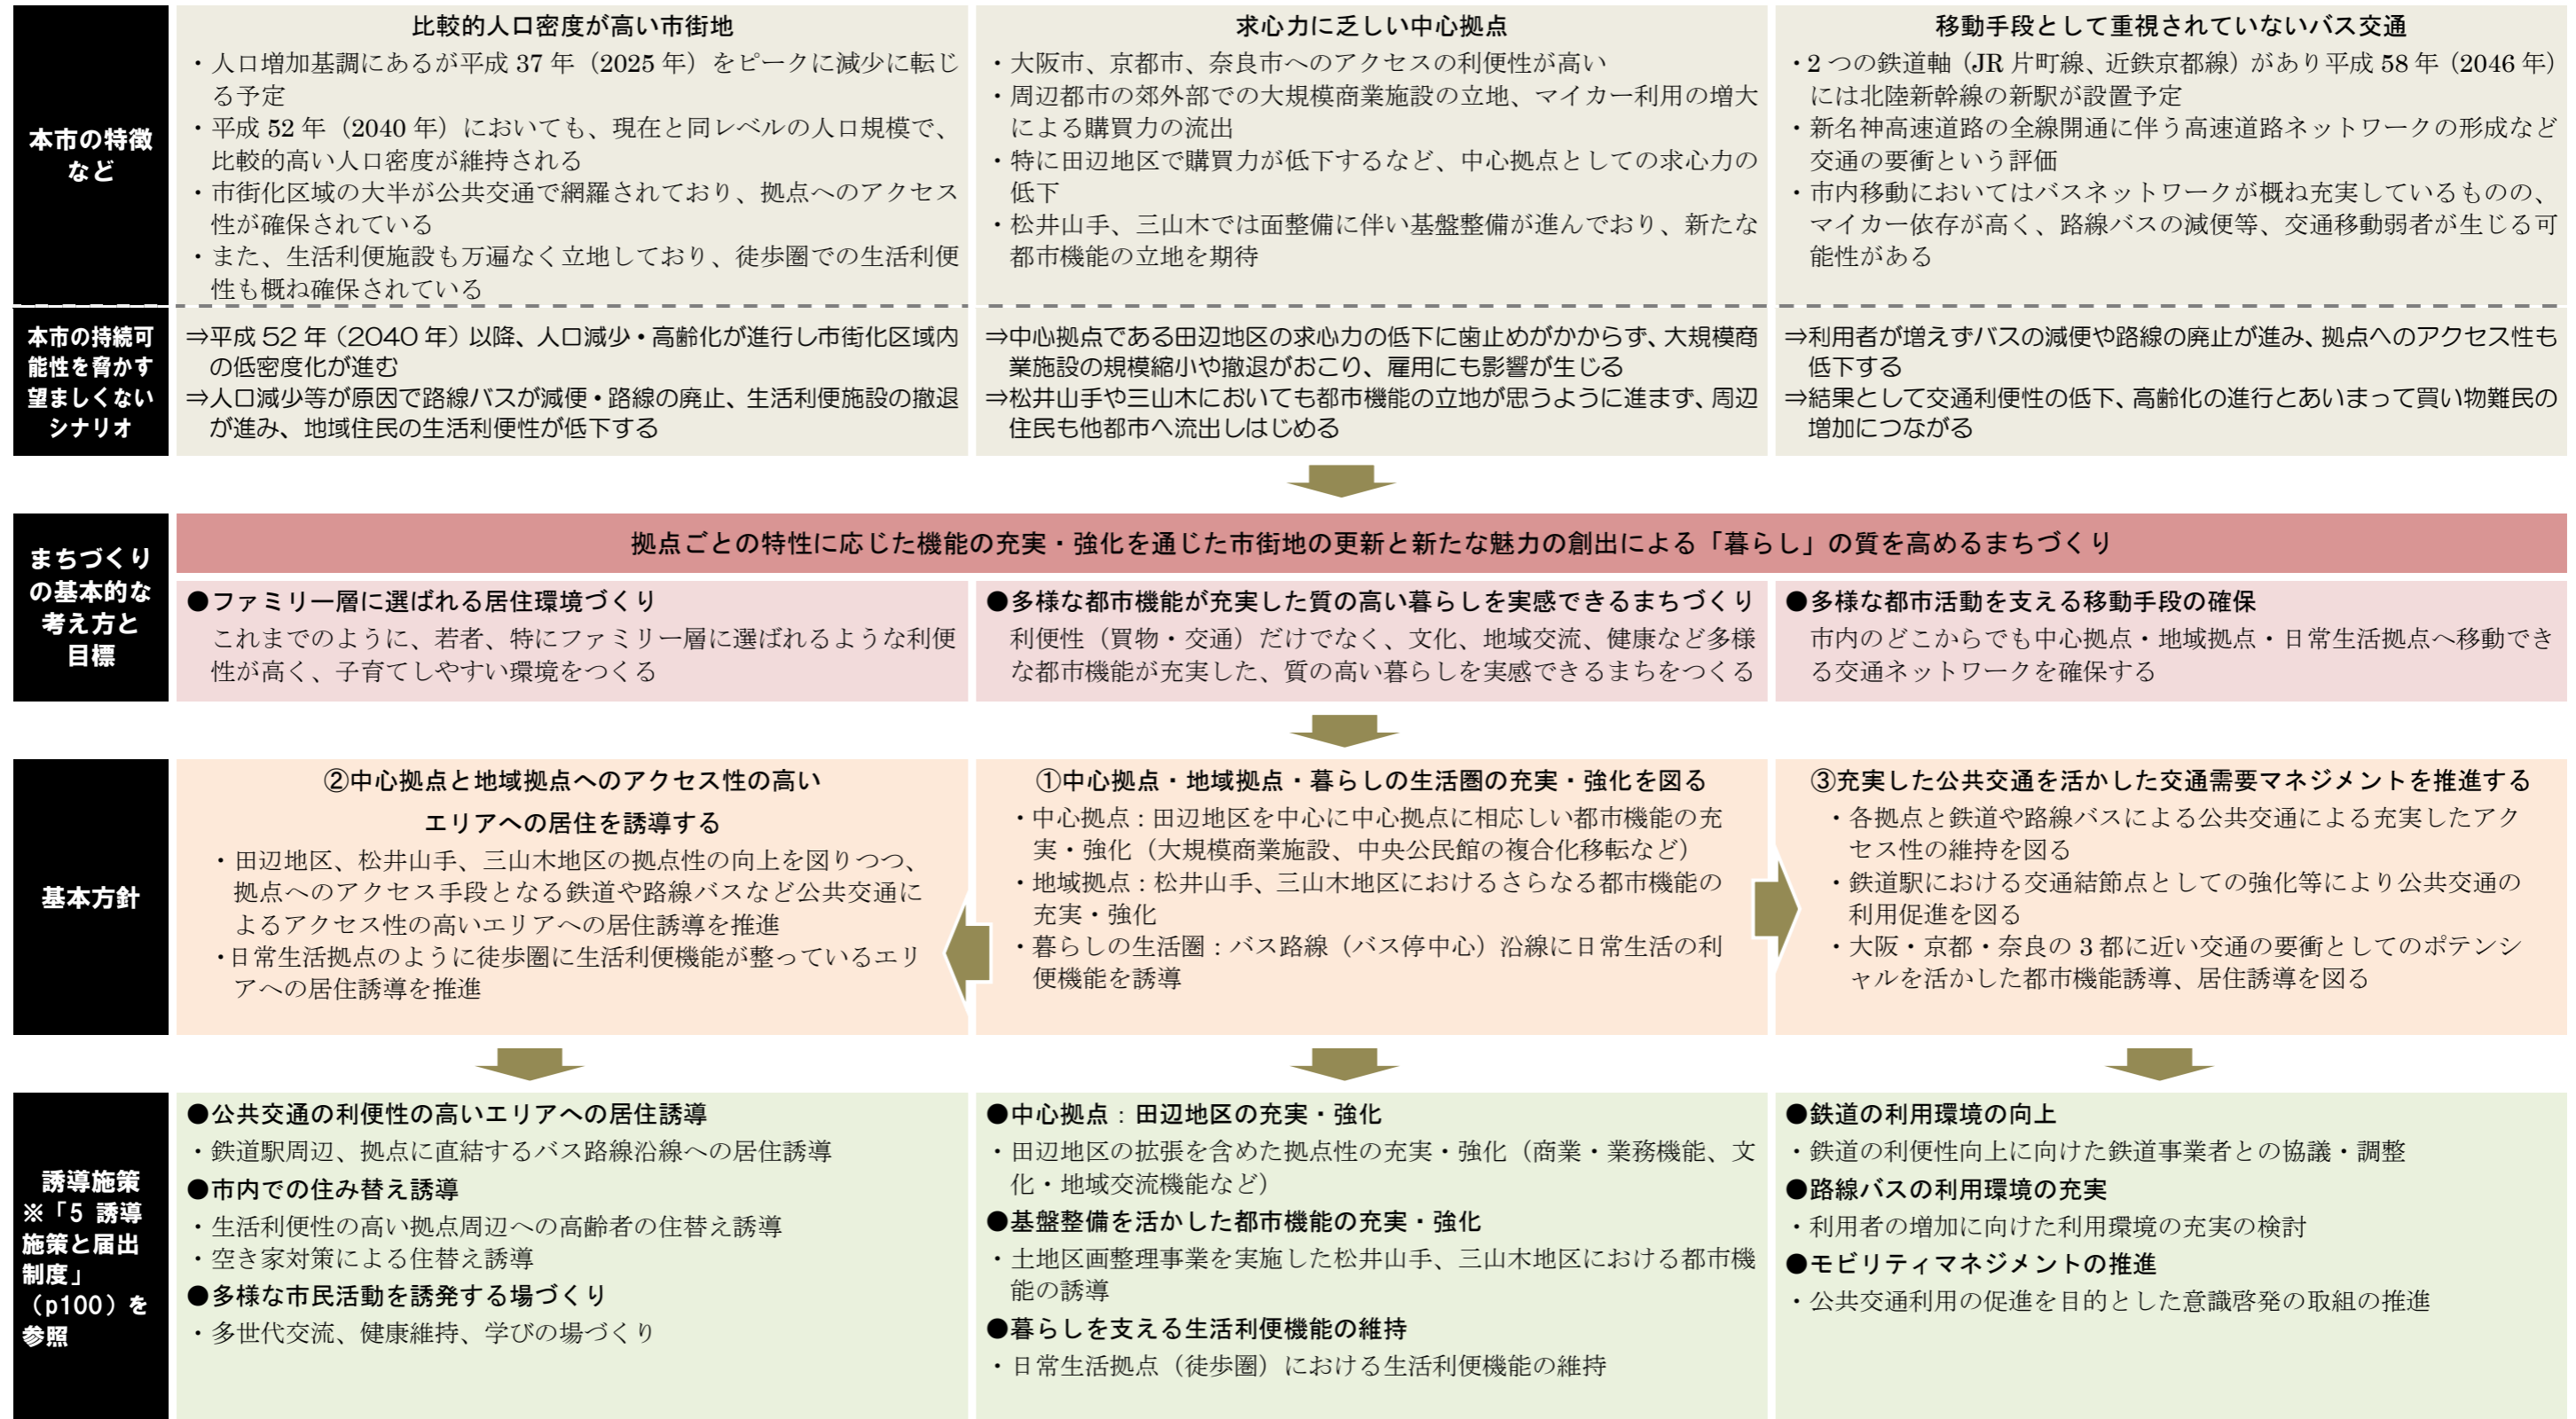 本市の特徴
など
比較的人口密度が高い市街地
・人口増加基調にあるが平成 37 年（2025 年）をピークに減少に転じ
る予定
・平成 52 年（2040 年）においても、現在と同レベルの人口規模で、
比較的高い人口密度が維持される
・市街化区域の大半が公共交通で網羅されており、拠点へのアクセス
性が確保されている
・また、生活利便施設も万遍なく立地しており、徒歩圏での生活利便
性も概ね確保されている
求心力に乏しい中心拠点
・大阪市、京都市、奈良市へのアクセスの利便性が高い
・周辺都市の郊外部での大規模商業施設の立地、マイカー利用の増大
による購買力の流出
・特に田辺地区で購買力が低下するなど、中心拠点としての求心力の
低下
・松井山手、三山木では面整備に伴い基盤整備が進んでおり、新たな
都市機能の立地を期待
移動手段として重視されていないバス交通
・2 つの鉄道軸（JR 片町線、近鉄京都線）があり平成 58 年（2046 年）
には北陸新幹線の新駅が設置予定
・新名神高速道路の全線開通に伴う高速道路ネットワークの形成など
交通の要衝という評価
・市内移動においてはバスネットワークが概ね充実しているものの、
マイカー依存が高く、路線バスの減便等、交通移動弱者が生じる可
能性がある
本市の持続可
能性を脅かす
望ましくない
シナリオ
⇒平成 52 年（2040 年）以降、人口減少・高齢化が進行し市街化区域内
の低密度化が進む
⇒人口減少等が原因で路線バスが減便・路線の廃止、生活利便施設の撤退
が進み、地域住民の生活利便性が低下する
⇒中心拠点である田辺地区の求心力の低下に歯止めがかからず、大規模商
業施設の規模縮小や撤退がおこり、雇用にも影響が生じる
⇒松井山手や三山木においても都市機能の立地が思うように進まず、周辺
住民も他都市へ流出しはじめる
⇒利用者が増えずバスの減便や路線の廃止が進み、拠点へのアクセス性も
低下する
⇒結果として交通利便性の低下、高齢化の進行とあいまって買い物難民の
増加につながる
まちづくり
の基本的な
考え方と
目標
拠点ごとの特性に応じた機能の充実・強化を通じた市街地の更新と新たな魅力の創出による「暮らし」の質を高めるまちづくり
●ファミリー層に選ばれる居住環境づくり
これまでのように、若者、特にファミリー層に選ばれるような利便
性が高く、子育てしやすい環境をつくる
●多様な都市機能が充実した質の高い暮らしを実感できるまちづくり
利便性（買物・交通）だけでなく、文化、地域交流、健康など多様
な都市機能が充実した、質の高い暮らしを実感できるまちをつくる
●多様な都市活動を支える移動手段の確保
市内のどこからでも中心拠点・地域拠点・日常生活拠点へ移動でき
る交通ネットワークを確保する
基本方針
②中心拠点と地域拠点へのアクセス性の高い
エリアへの居住を誘導する
・田辺地区、松井山手、三山木地区の拠点性の向上を図りつつ、
拠点へのアクセス手段となる鉄道や路線バスなど公共交通に
よるアクセス性の高いエリアへの居住誘導を推進
・日常生活拠点のように徒歩圏に生活利便機能が整っているエリ
アへの居住誘導を推進
①中心拠点・地域拠点・暮らしの生活圏の充実・強化を図る
・中心拠点：田辺地区を中心に中心拠点に相応しい都市機能の充
実・強化（大規模商業施設、中央公民館の複合化移転など）
・地域拠点：松井山手、三山木地区におけるさらなる都市機能の
充実・強化
・暮らしの生活圏：バス路線（バス停中心）沿線に日常生活の利
便機能を誘導
③充実した公共交通を活かした交通需要マネジメントを推進する
・各拠点と鉄道や路線バスによる公共交通による充実したアク
セス性の維持を図る
・鉄道駅における交通結節点としての強化等により公共交通の
利用促進を図る
・大阪・京都・奈良の 3 都に近い交通の要衝としてのポテンシ
ャルを活かした都市機能誘導、居住誘導を図る
誘導施策
※「5 誘導
施策と届出
制度」
（p100）を
参照
●公共交通の利便性の高いエリアへの居住誘導
・鉄道駅周辺、拠点に直結するバス路線沿線への居住誘導
●市内での住み替え誘導
・生活利便性の高い拠点周辺への高齢者の住替え誘導
・空き家対策による住替え誘導
●多様な市民活動を誘発する場づくり
・多世代交流、健康維持、学びの場づくり
●中心拠点：田辺地区の充実・強化
・田辺地区の拡張を含めた拠点性の充実・強化（商業・業務機能、文
化・地域交流機能など）
●基盤整備を活かした都市機能の充実・強化
・土地区画整理事業を実施した松井山手、三山木地区における都市機
能の誘導
●暮らしを支える生活利便機能の維持
・日常生活拠点（徒歩圏）における生活利便機能の維持
●鉄道の利用環境の向上
・鉄道の利便性向上に向けた鉄道事業者との協議・調整
●路線バスの利用環境の充実
・利用者の増加に向けた利用環境の充実の検討
●モビリティマネジメントの推進
・公共交通利用の促進を目的とした意識啓発の取組の推進